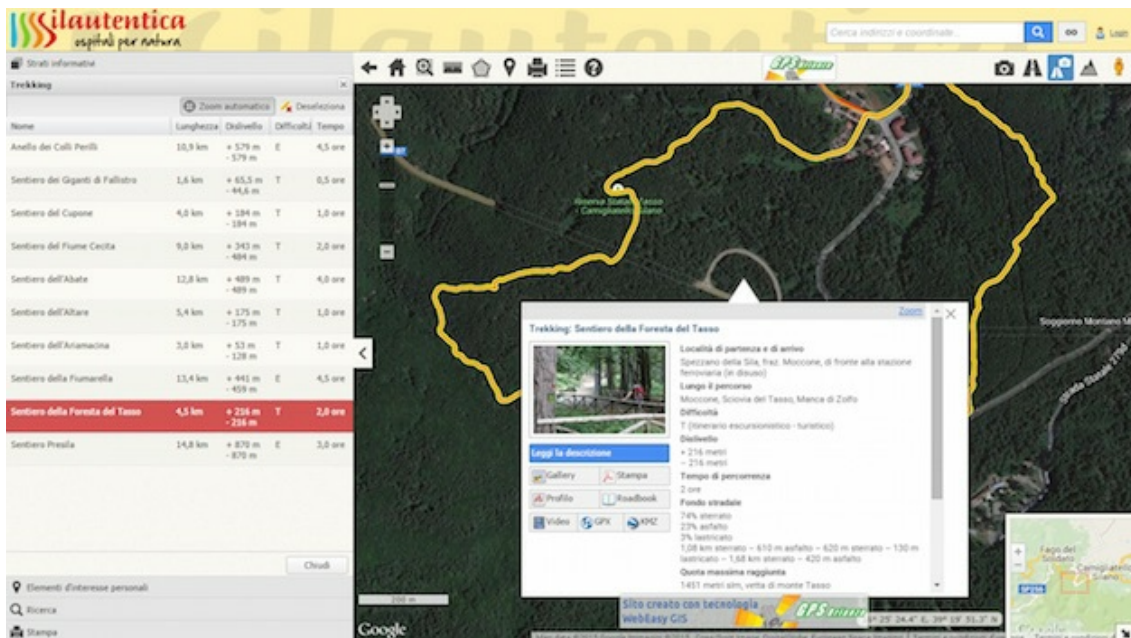 Silautentica
ospitali per natura
Cerca indirizzi e coordinate...
Login
Strati informativi
Trekking
Zoom automatico
Deseleziona
Nome Lunghezza Dislivello Difficoltà Tempo
Anello dei Colli Perilli 10,9 km + 579 m E 4,5 ore
- 579 m
Sentiero dei Giganti di Fallistro 1,6 km + 65,5 m T 0,5 ore
- 44,6 m
Sentiero del Cupone 4,0 km + 184 m T 1,0 ore
- 184 m
Sentiero del Fiume Cecita 9,0 km + 343 m T 2,0 ore
- 484 m
Sentiero dell'Abate 12,8 km + 489 m T 4,0 ore
- 489 m
Sentiero dell'Altare 5,4 km + 175 m T 1,0 ore
- 175 m
Sentiero dell'Ariamacina 3,0 km + 53 m T 1,0 ore
- 128 m
Sentiero della Fiumarella 13,4 km + 441 m E 4,5 ore
- 459 m
Sentiero della Foresta del Tasso 4,5 km + 216 m T 2,0 ore
- 216 m
Sentiero Presila 14,8 km + 870 m E 3,0 ore
- 870 m
Chiudi
Elementi d'interesse personali
Ricerca
Stampa
GPS Brianza
Riserva Statale Tasso
- Camigliatello Silano
Soggiorno Montano M
Strada Statale
Zoom
Trekking: Sentiero della Foresta del Tasso
Località di partenza e di arrivo
Spezzano della Sila, fraz. Moccone, di fronte alla stazione
ferroviaria (in disuso)
Lungo il percorso
Moccone, Sciovia del Tasso, Manca di Zolfo
Difficoltà
T (itinerario escursionistico - turistico)
Dislivello
+ 216 metri
− 216 metri
Tempo di percorrenza
2 ore
Fondo stradale
74% sterrato
23% asfalto
3% lastricato
1,08 km sterrato − 610 m asfalto − 620 m sterrato − 130 m
lastricato − 1,68 km sterrato − 420 m asfalto
Quota massima raggiunta
1451 metri slm, vetta di monte Tasso
Leggi la descrizione
Gallery Stampa
Profilo Roadbook
Video GPX KMZ
200 m
Google
Sito creato con tecnologia
WebEasy GIS
GPS Brianza
Fago del
Soldato
Camigliatello
Silano